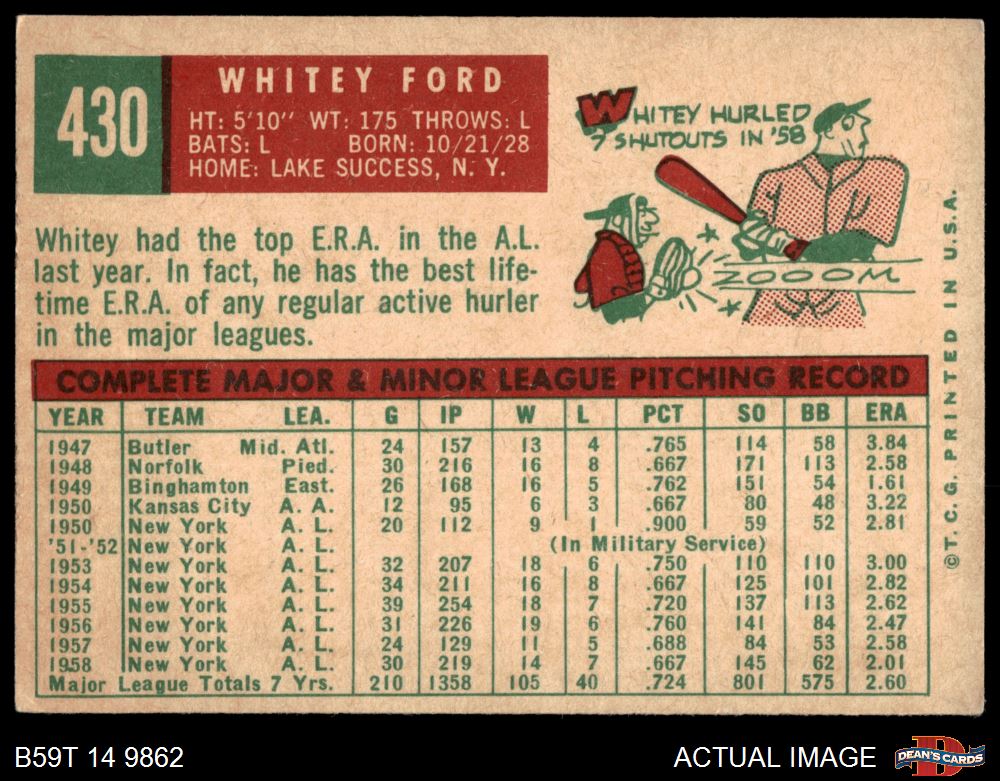 430
WHITEY FORD
HT: 5'10" WT: 175 THROWS: L
BATS: L BORN: 10/21/28
HOME: LAKE SUCCESS, N. Y.
WHITEY HURLED
7 SHUTOUTS IN '58
ZOOOM
Whitey had the top E.R.A. in the A.L.
last year. In fact, he has the best life-
time E.R.A. of any regular active hurler
in the major leagues.
COMPLETE MAJOR & MINOR LEAGUE PITCHING RECORD
YEAR TEAM LEA. G IP W L PCT SO BB ERA
1947 Butler Mid. Atl. 24 157 13 4 .765 114 58 3.84
1948 Norfolk Pied. 30 216 16 8 .667 171 113 2.58
1949 Binghamton East. 26 168 16 5 .762 151 54 1.61
1950 Kansas City A. A. 12 95 6 3 .667 80 48 3.22
1950 New York A. L. 20 112 9 1 .900 59 52 2.81
'51-'52 New York A. L. (In Military Service)
1953 New York A. L. 32 207 18 6 .750 110 110 3.00
1954 New York A. L. 34 211 16 8 .667 125 101 2.82
1955 New York A. L. 39 254 18 7 .720 137 113 2.62
1956 New York A. L. 31 226 19 6 .760 141 84 2.47
1957 New York A. L. 24 129 11 5 .688 84 53 2.58
1958 New York A. L. 30 219 14 7 .667 145 62 2.01
Major League Totals 7 Yrs. 210 1358 105 40 .724 801 575 2.60
©T. C. G. PRINTED IN U.S.A.
B59T 14 9862
ACTUAL IMAGE
D
DEAN'S CARDS